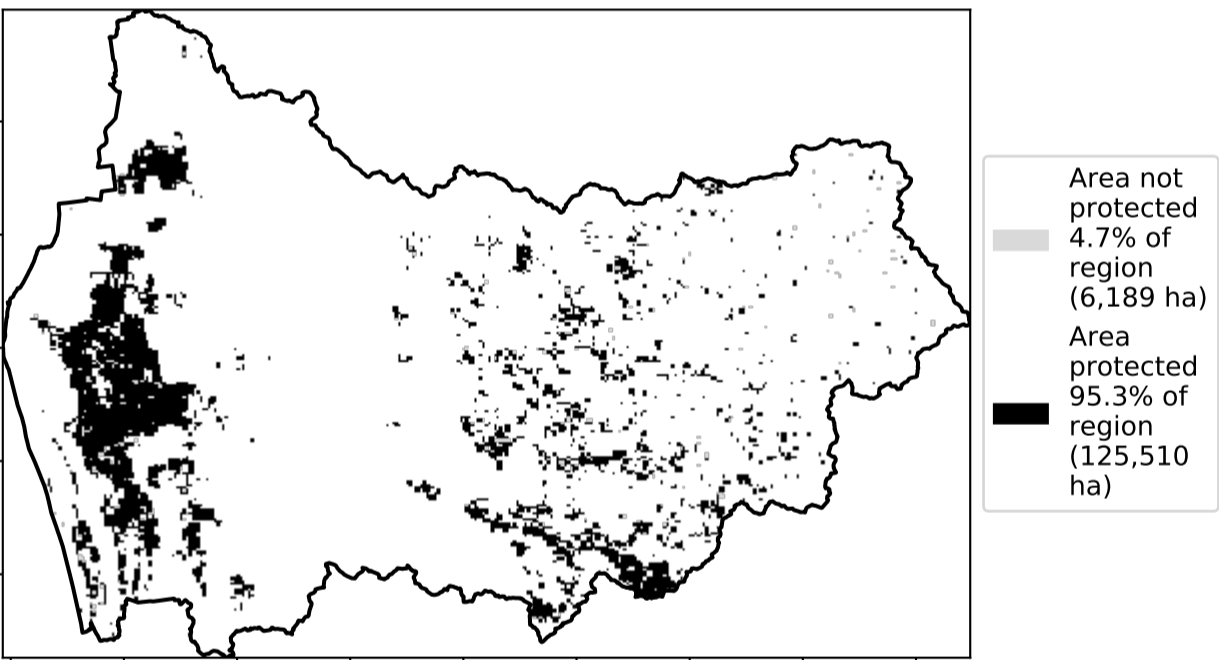 Area not
protected
4.7% of
region
(6,189 ha)
Area
protected
95.3% of
region
(125,510
ha)